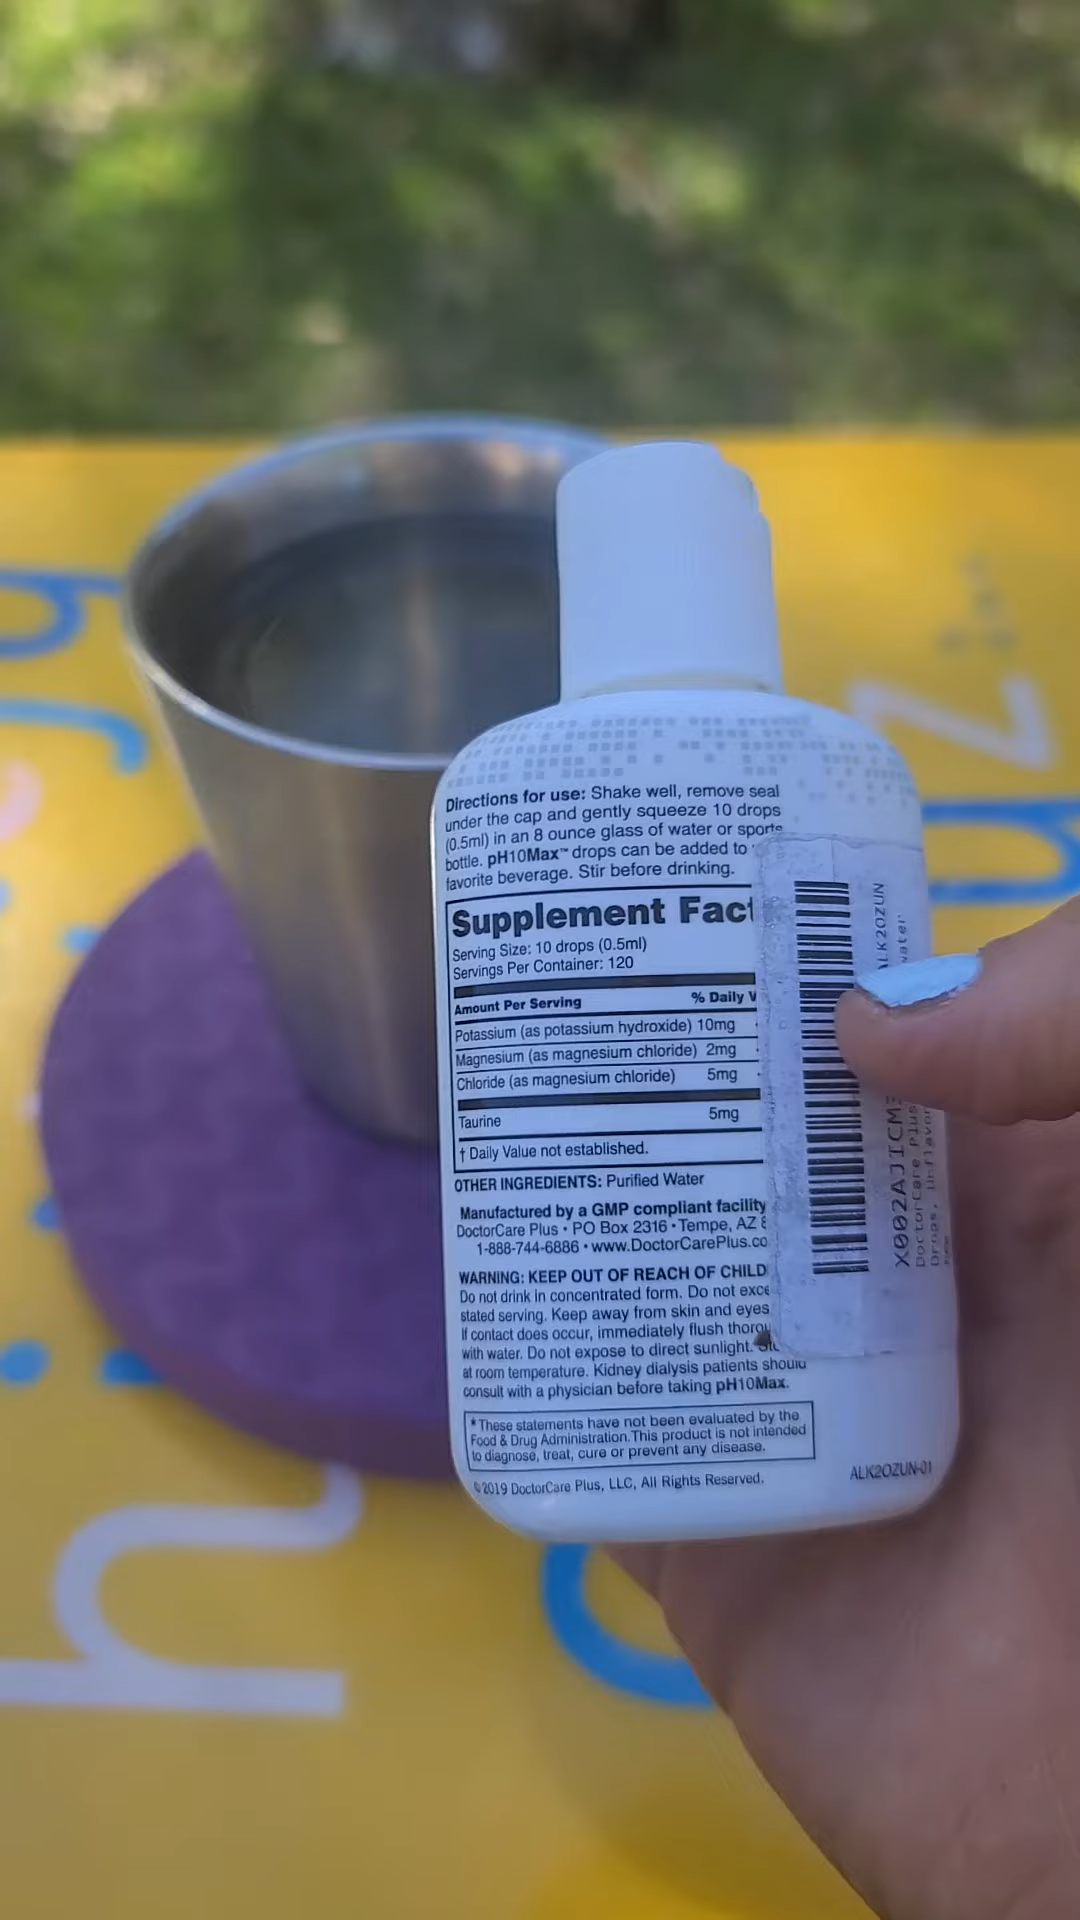 Directions for use: Shake well, remove seal
under the cap and gently squeeze 10 drops
(0.5ml) in an 8 ounce glass of water or sports
bottle. pH10Max™ drops can be added to
favorite beverage. Stir before drinking.
Supplement Fact
Serving Size: 10 drops (0.5ml)
Servings Per Container: 120
Amount Per Serving % Daily V
Potassium (as potassium hydroxide) 10mg
Magnesium (as magnesium chloride) 2mg
Chloride (as magnesium chloride) 5mg
Taurine 5mg
† Daily Value not established.
OTHER INGREDIENTS: Purified Water
Manufactured by a GMP compliant facility
DoctorCare Plus • PO Box 2316 • Tempe, AZ
1-888-744-6886 • www.DoctorCarePlus.co
WARNING: KEEP OUT OF REACH OF CHILD
Do not drink in concentrated form. Do not exce
stated serving. Keep away from skin and eyes
If contact does occur, immediately flush thorou
with water. Do not expose to direct sunlight. Sto
at room temperature. Kidney dialysis patients should
consult with a physician before taking pH10Max.
*These statements have not been evaluated by the
Food & Drug Administration. This product is not intended
to diagnose, treat, cure or prevent any disease.
©2019 DoctorCare Plus, LLC, All Rights Reserved.
ALK2OZUN-01
ALK2OZUN
water
X002AJICM
DoctorCare Plus
Drops, Unflavor